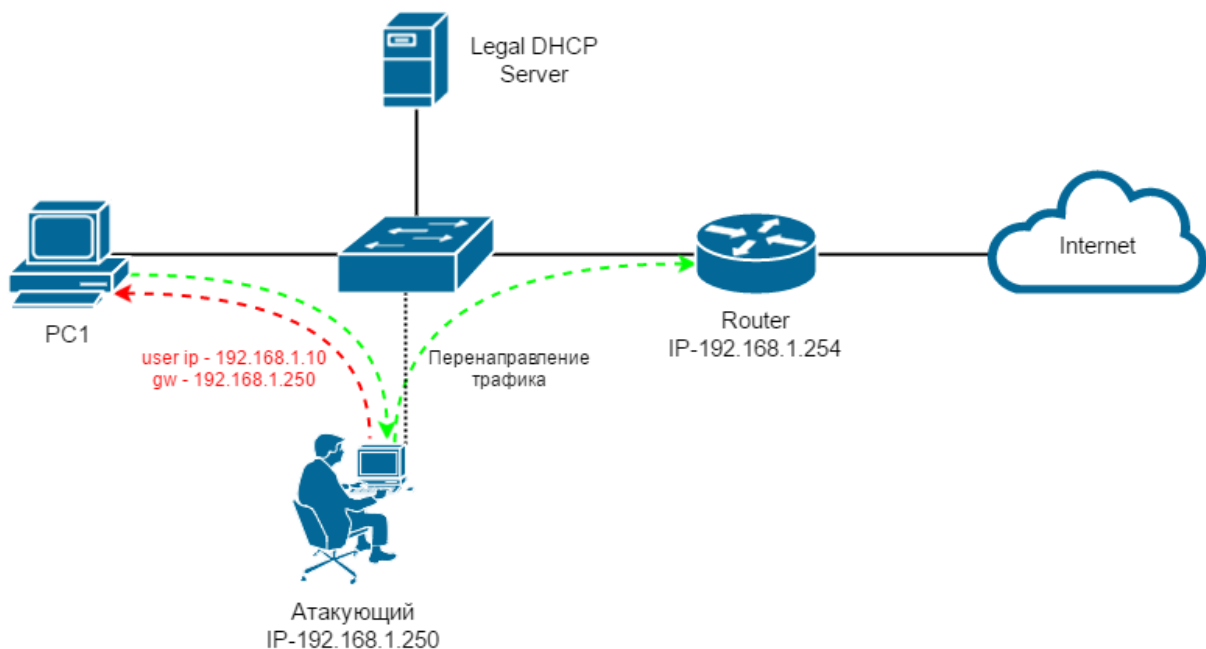 Legal DHCP
Server
Internet
PC1
Router
IP-192.168.1.254
user ip - 192.168.1.10
gw - 192.168.1.250
Перенаправление
трафика
Атакующий
IP-192.168.1.250